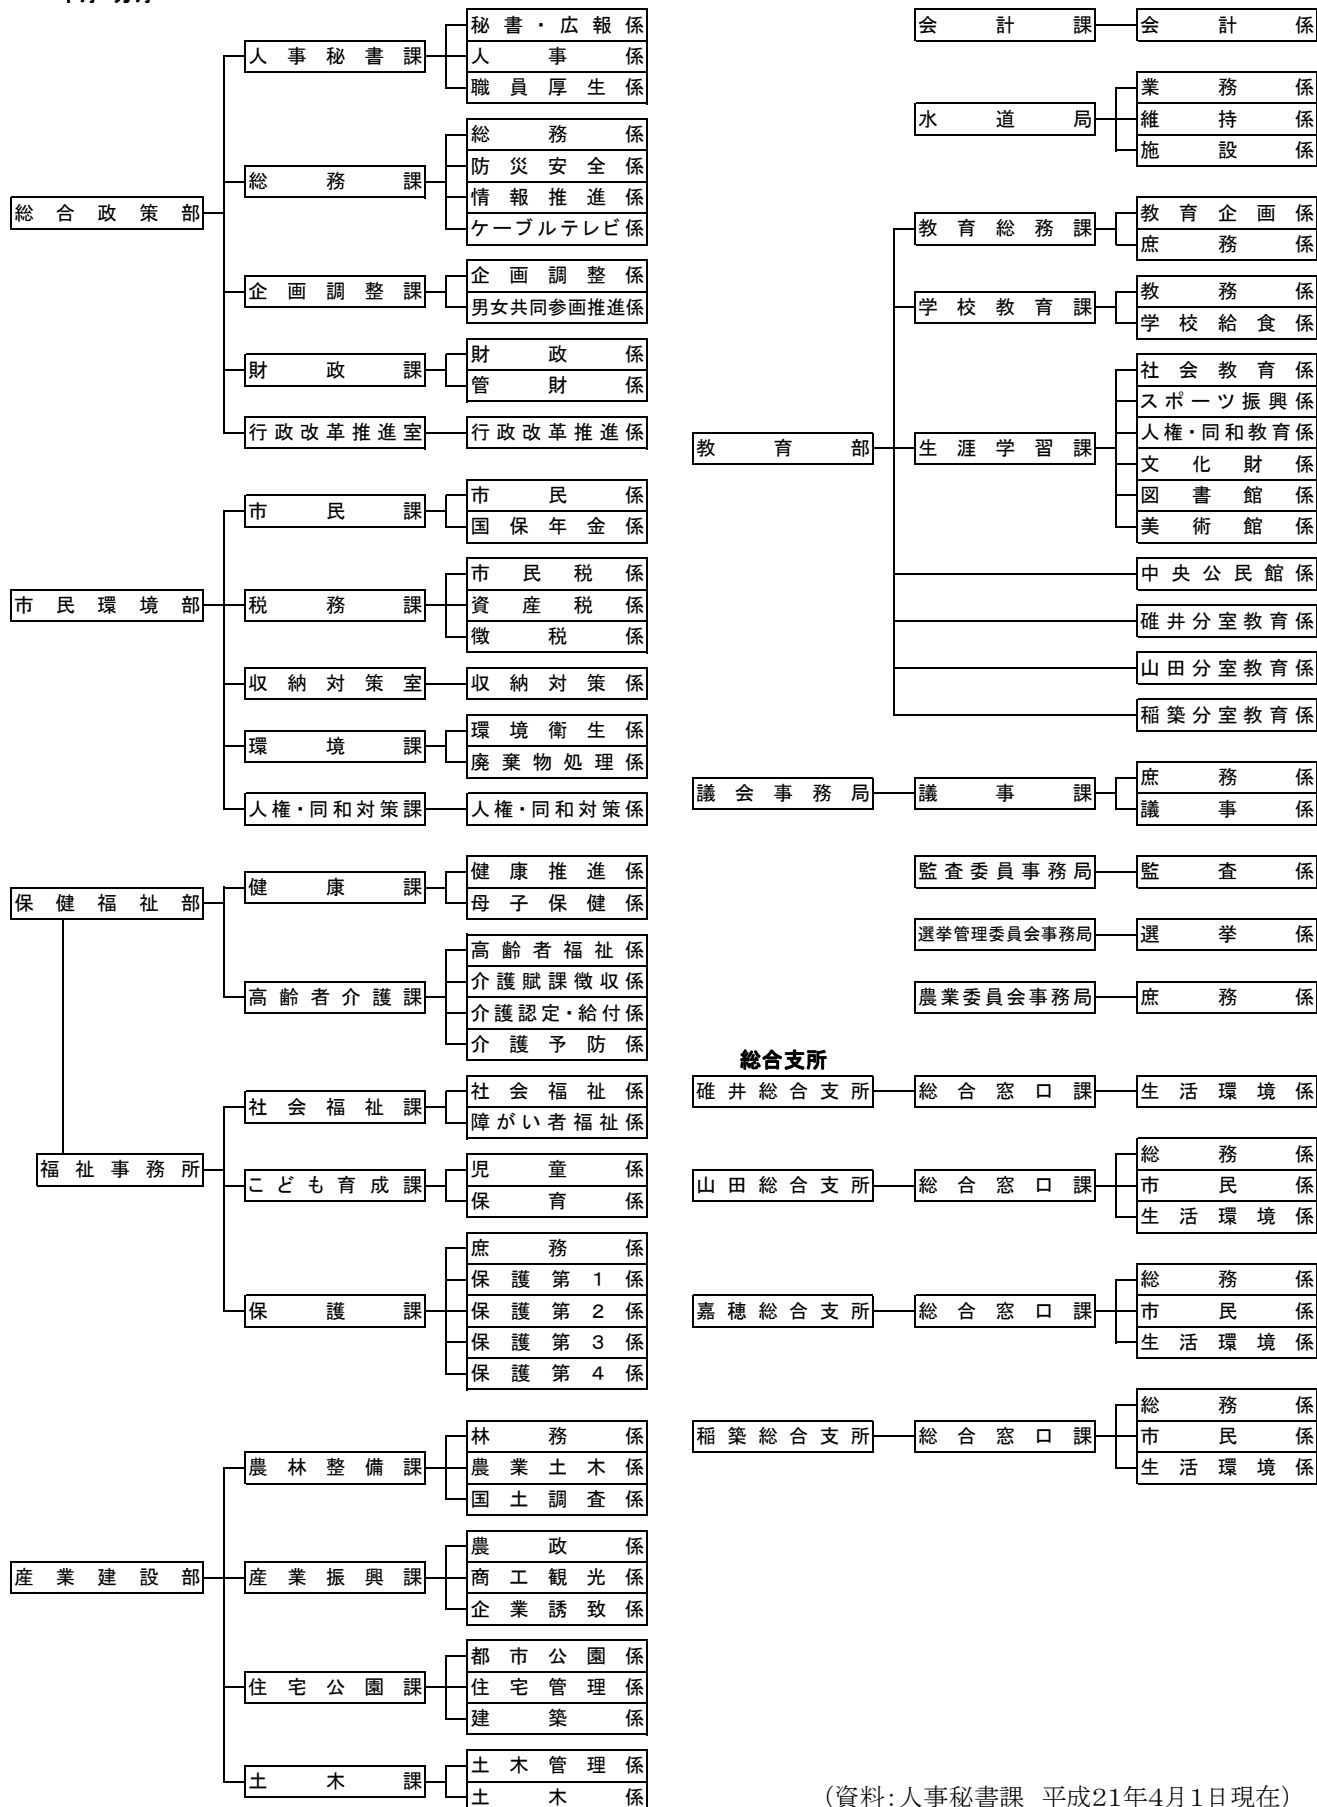 人事秘書課
秘書・広報係
人事係
職員厚生係
総合政策部
総務課
総務係
防災安全係
情報推進係
ケーブルテレビ係
企画調整課
企画調整係
男女共同参画推進係
財政課
財政係
管財係
行政改革推進室
行政改革推進係
市民環境部
市民課
市民係
国保年金係
税務課
市民税係
資産税係
徴税係
収納対策室
収納対策係
環境課
環境衛生係
廃棄物処理係
人権・同和対策課
人権・同和対策係
保健福祉部
健康課
健康推進係
母子保健係
高齢者介護課
高齢者福祉係
介護賦課徴収係
介護認定・給付係
介護予防係
福祉事務所
社会福祉課
社会福祉係
障がい者福祉係
こども育成課
児童係
保育係
保護課
庶務係
保護第1係
保護第2係
保護第3係
保護第4係
産業建設部
農林整備課
林務係
農業土木係
国土調査係
産業振興課
農政係
商工観光係
企業誘致係
住宅公園課
都市公園係
住宅管理係
建築係
土木課
土木管理係
土木係
会計課
会計係
水道局
業務係
維持係
施設係
教育部
教育総務課
教育企画係
庶務係
学校教育課
教務係
学校給食係
生涯学習課
社会教育係
スポーツ振興係
人権・同和教育係
文化財係
図書館係
美術館係
中央公民館係
碓井分室教育係
山田分室教育係
稲築分室教育係
議会事務局
議事課
庶務係
議事係
監査委員事務局
監査係
選挙管理委員会事務局
選挙係
農業委員会事務局
庶務係
総合支所
碓井総合支所
総合窓口課
生活環境係
山田総合支所
総合窓口課
総務係
市民係
生活環境係
嘉穂総合支所
総合窓口課
総務係
市民係
生活環境係
稲築総合支所
総合窓口課
総務係
市民係
生活環境係
（資料：人事秘書課 平成21年4月1日現在）